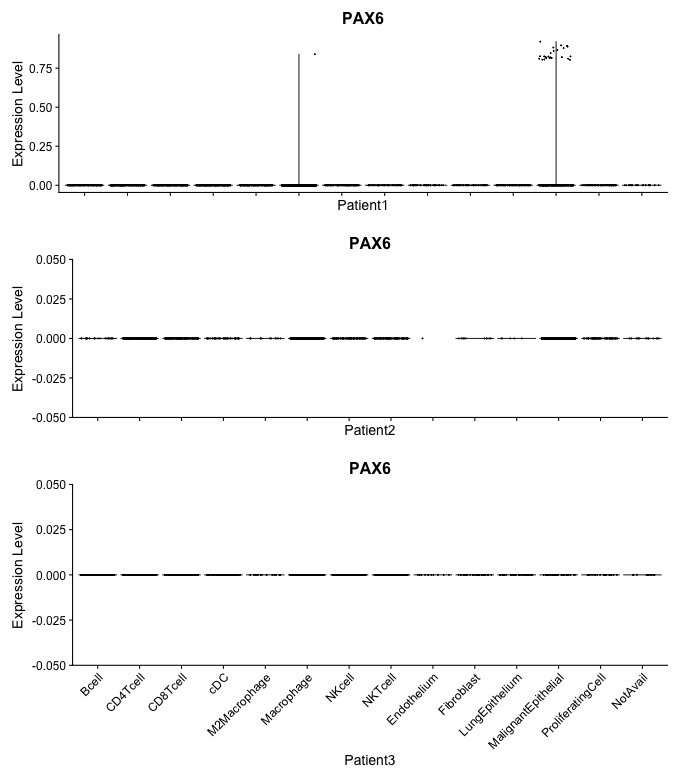 PAX6
Expression Level
0.75
0.50
0.25
0.00
Patient1
PAX6
Expression Level
0.050
0.025
0.000
-0.025
-0.050
Patient2
PAX6
Expression Level
0.050
0.025
0.000
-0.025
-0.050
Bcell
CD4Tcell
CD8Tcell
cDC
M2Macrophage
Macrophage
NKcell
NKTcell
Endothelium
Fibroblast
LungEpithelium
MalignantEpithelial
ProliferatingCell
NotAvail
Patient3